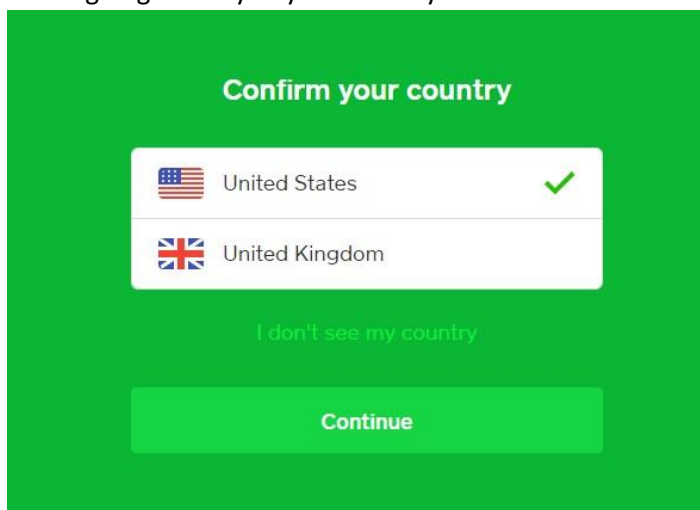 Confirm your country
United States
United Kingdom
I don't see my country
Continue